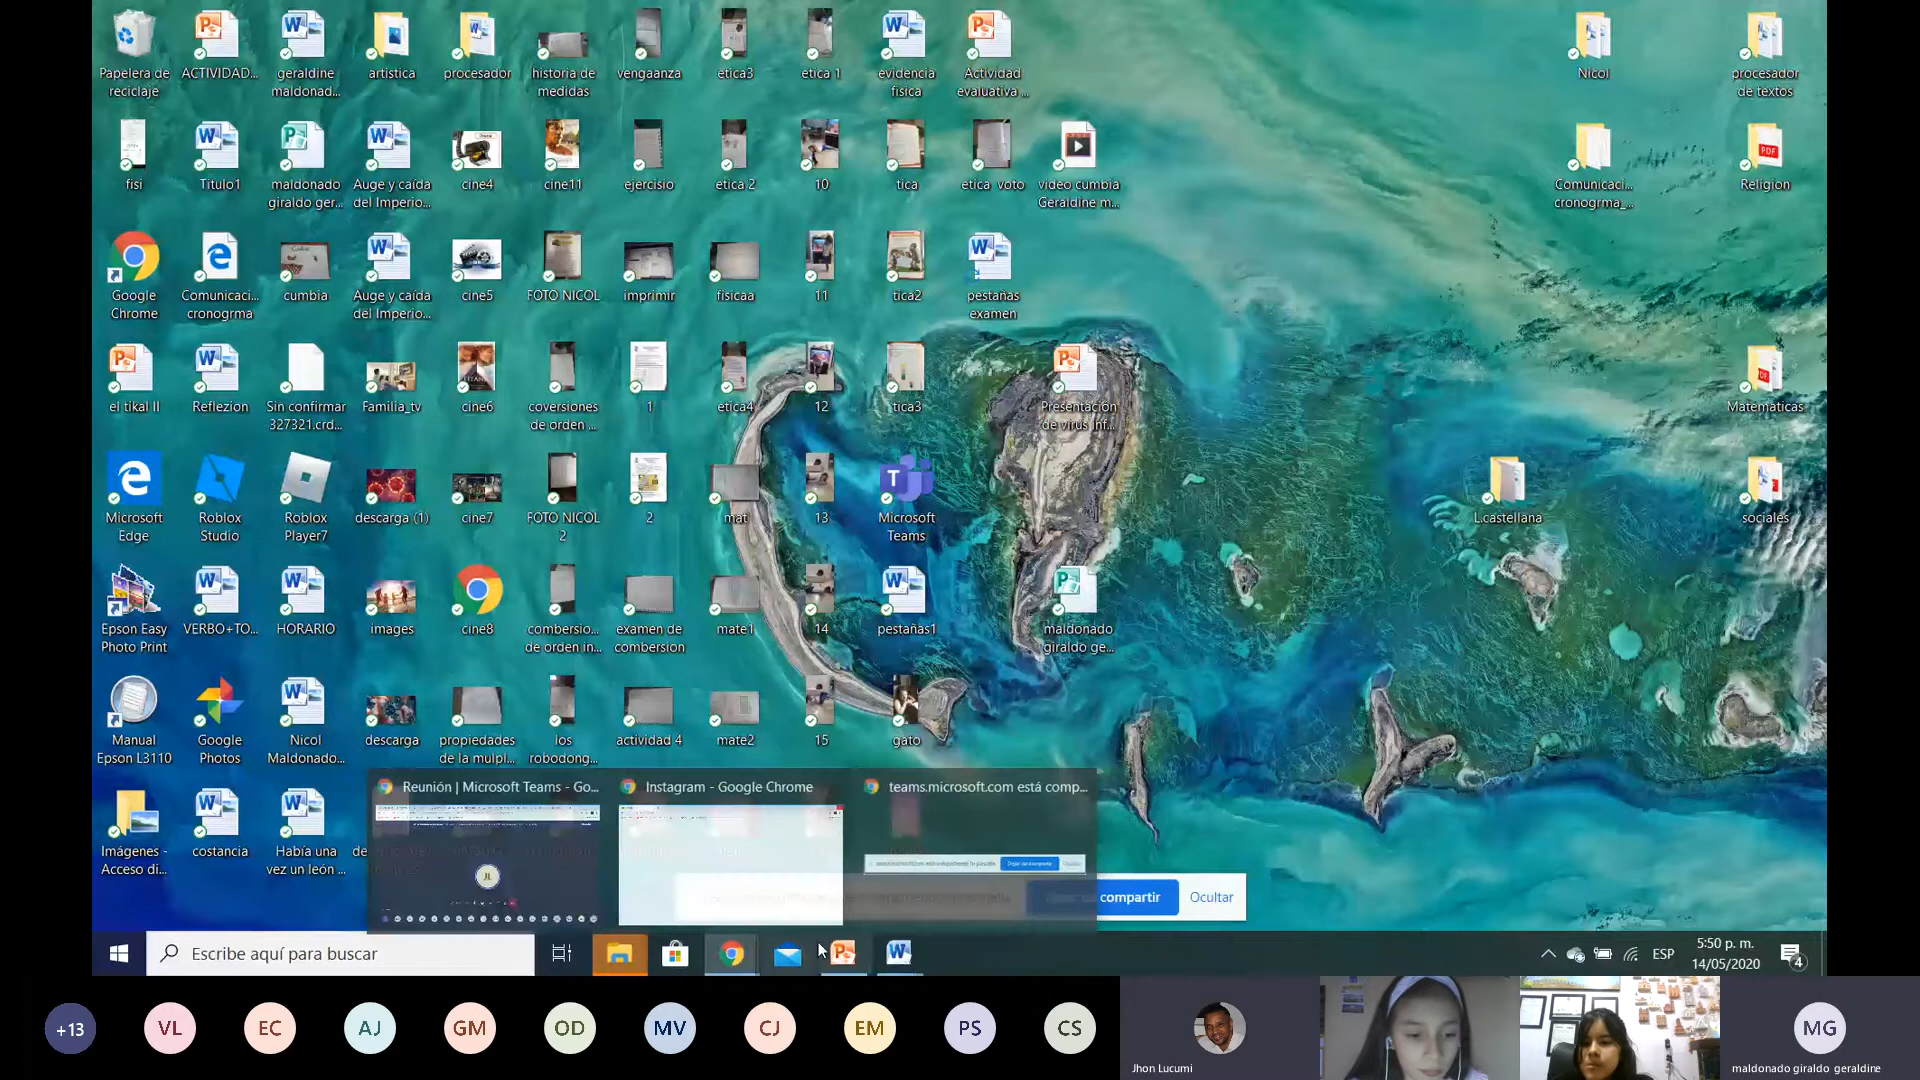 Papelera de
reciclaje
ACTIVIDAD...
geraldine
maldonad...
artistica
procesador
historia de
medidas
vengaanza
etica3
etica 1
evidencia
fisica
Actividad
evaluativa ...
Nicol
procesador
de textos
fisi
Titulo1
maldonado
giraldo ger...
Auge y caída
del Imperio...
cine4
cine11
ejercisio
etica 2
10
tica
etica voto
video cumbia
Geraldine m...
Comunicaci...
cronogrma_...
Religion
Google
Chrome
Comunicaci...
cronogrma
cumbia
Auge y caída
del Imperio...
cine5
FOTO NICOL
imprimir
fisicaa
11
tica2
pestañas
examen
el tikal II
Reflezion
Sin confirmar
327321.crd...
Familia_tv
cine6
coversiones
de orden ...
1
etica4
12
tica3
Presentación
de virus inf...
Matematicas
Microsoft
Edge
Roblox
Studio
Roblox
Player7
descarga (1)
cine7
FOTO NICOL
2
2
mat
13
Microsoft
Teams
L.castellana
sociales
Epson Easy
Photo Print
VERBO+TO...
HORARIO
images
cine8
combersio...
de orden in...
examen de
combersion
mate1
14
pestañas1
maldonado
giraldo ge...
Manual
Epson L3110
Google
Photos
Nicol
Maldonado...
descarga
propiedades
de la mulpl...
los
robodong...
actividad 4
mate2
15
gato
Imágenes -
Acceso di...
costancia
Había una
vez un león ...
Reunión | Microsoft Teams - Go...
Instagram - Google Chrome
teams.microsoft.com está comp...
JL
compartir
Ocultar
Escribe aquí para buscar
ESP
5:50 p. m.
14/05/2020
4
+13
VL
EC
AJ
GM
OD
MV
CJ
EM
PS
CS
MG
Jhon Lucumi
maldonado giraldo geraldine